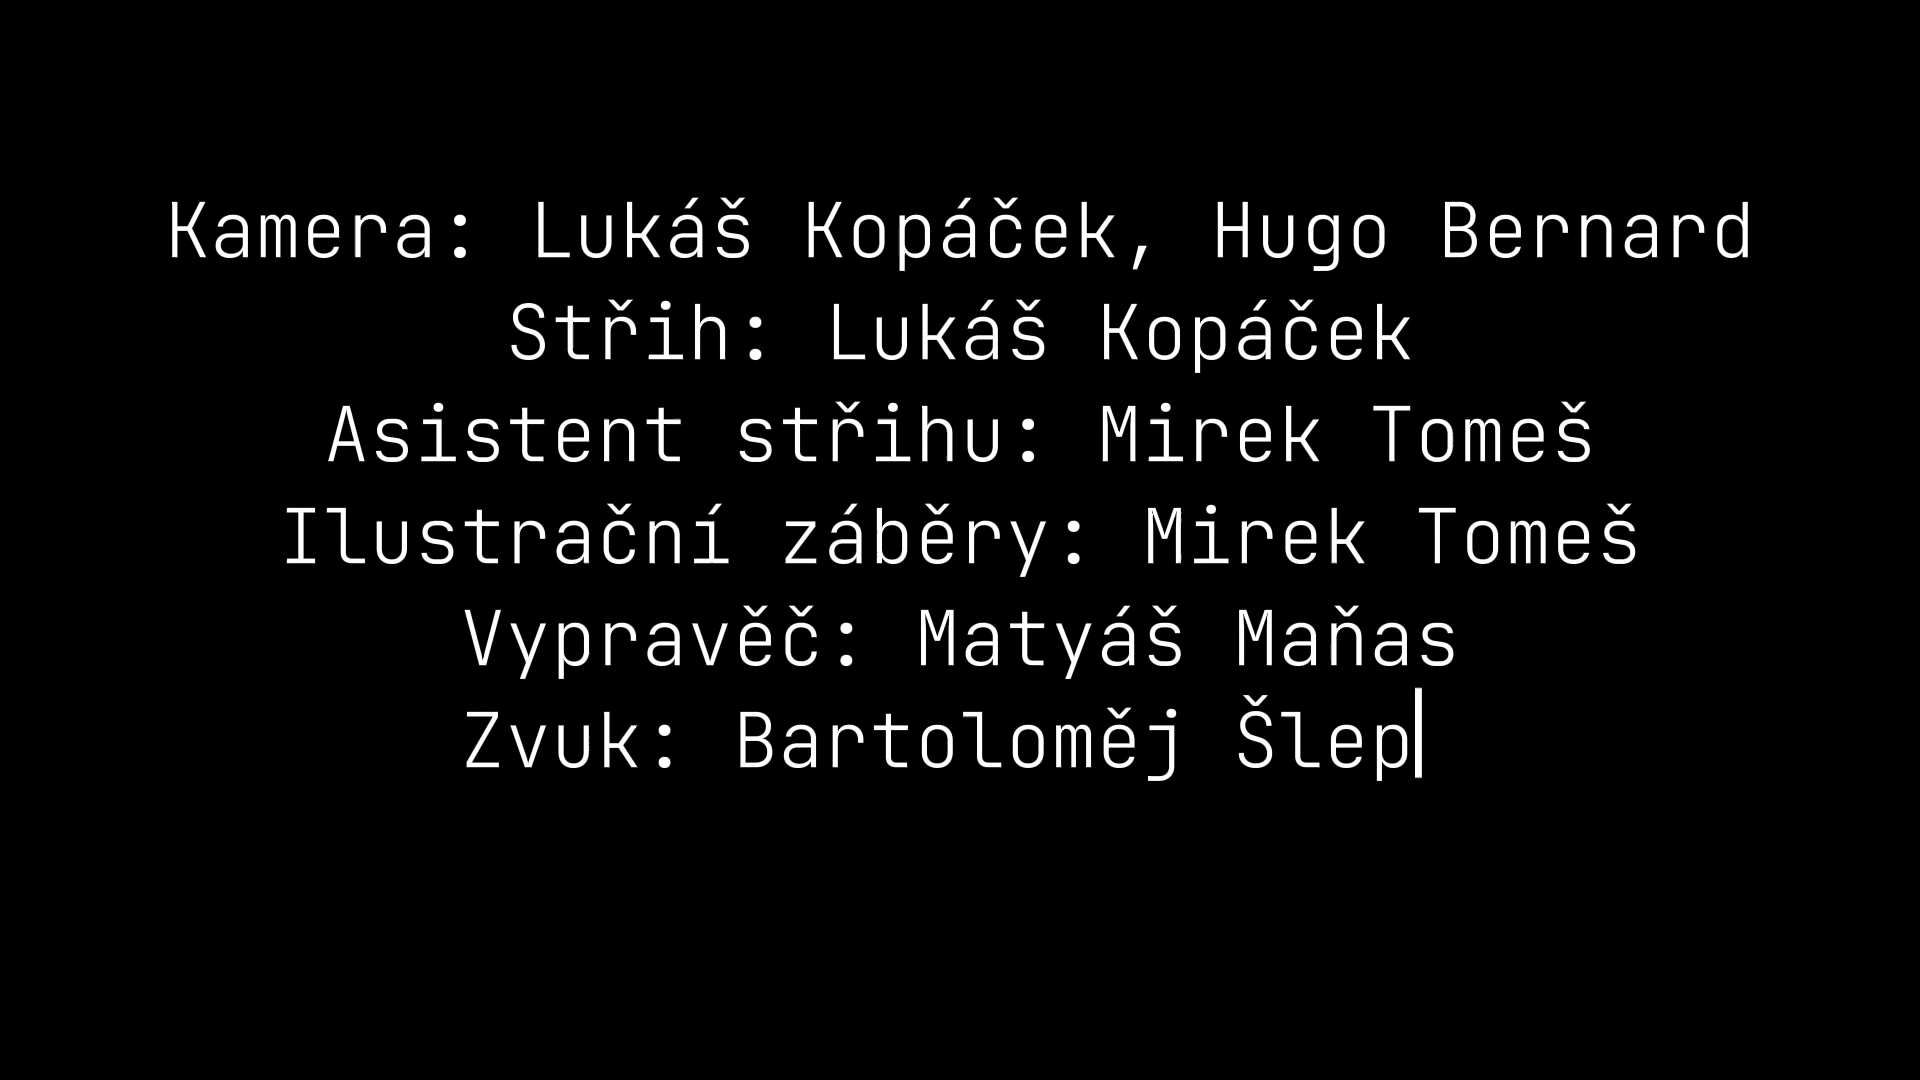 Kamera: Lukáš Kopáček, Hugo Bernard
Střih: Lukáš Kopáček
Asistent střihu: Mirek Tomeš
Ilustrační záběry: Mirek Tomeš
Vypravěč: Matyáš Maňas
Zvuk: Bartoloměj Šlep